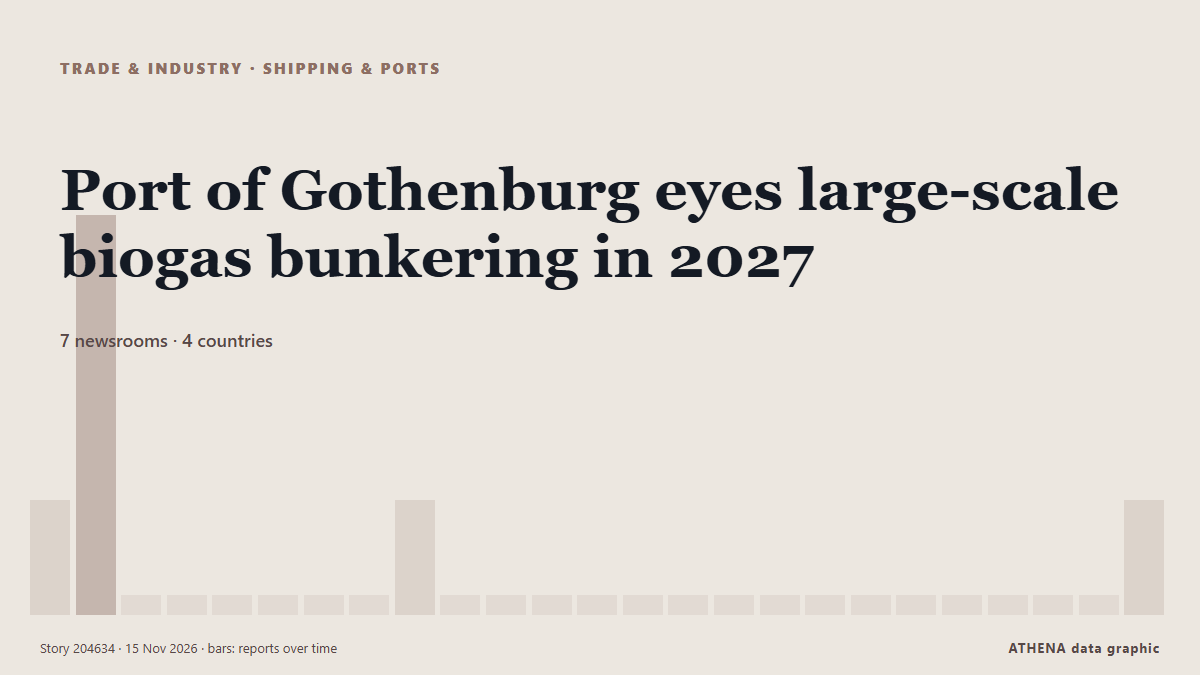 TRADE & INDUSTRY · SHIPPING & PORTS
Port of Gothenburg eyes large-scale
biogas bunkering in 2027
7 newsrooms · 4 countries
Story 204634 · 15 Nov 2026 · bars: reports over time
ATHENA data graphic